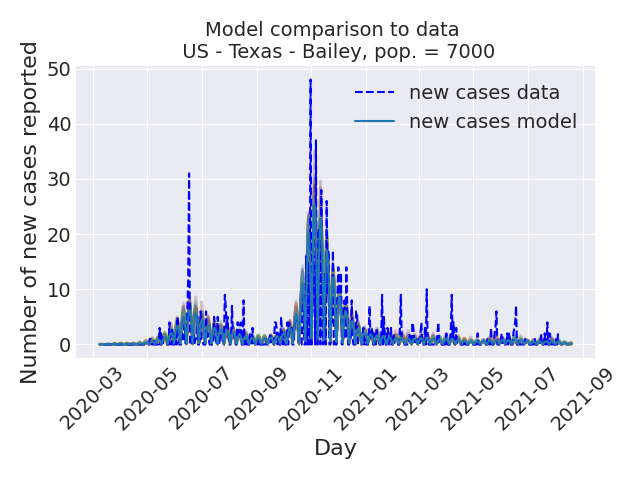 Model comparison to data
US - Texas - Bailey, pop. = 7000
Number of new cases reported
50
40
30
20
10
0
new cases data
new cases model
2020-03
2020-05
2020-07
2020-09
2020-11
2021-01
2021-03
2021-05
2021-07
2021-09
Day